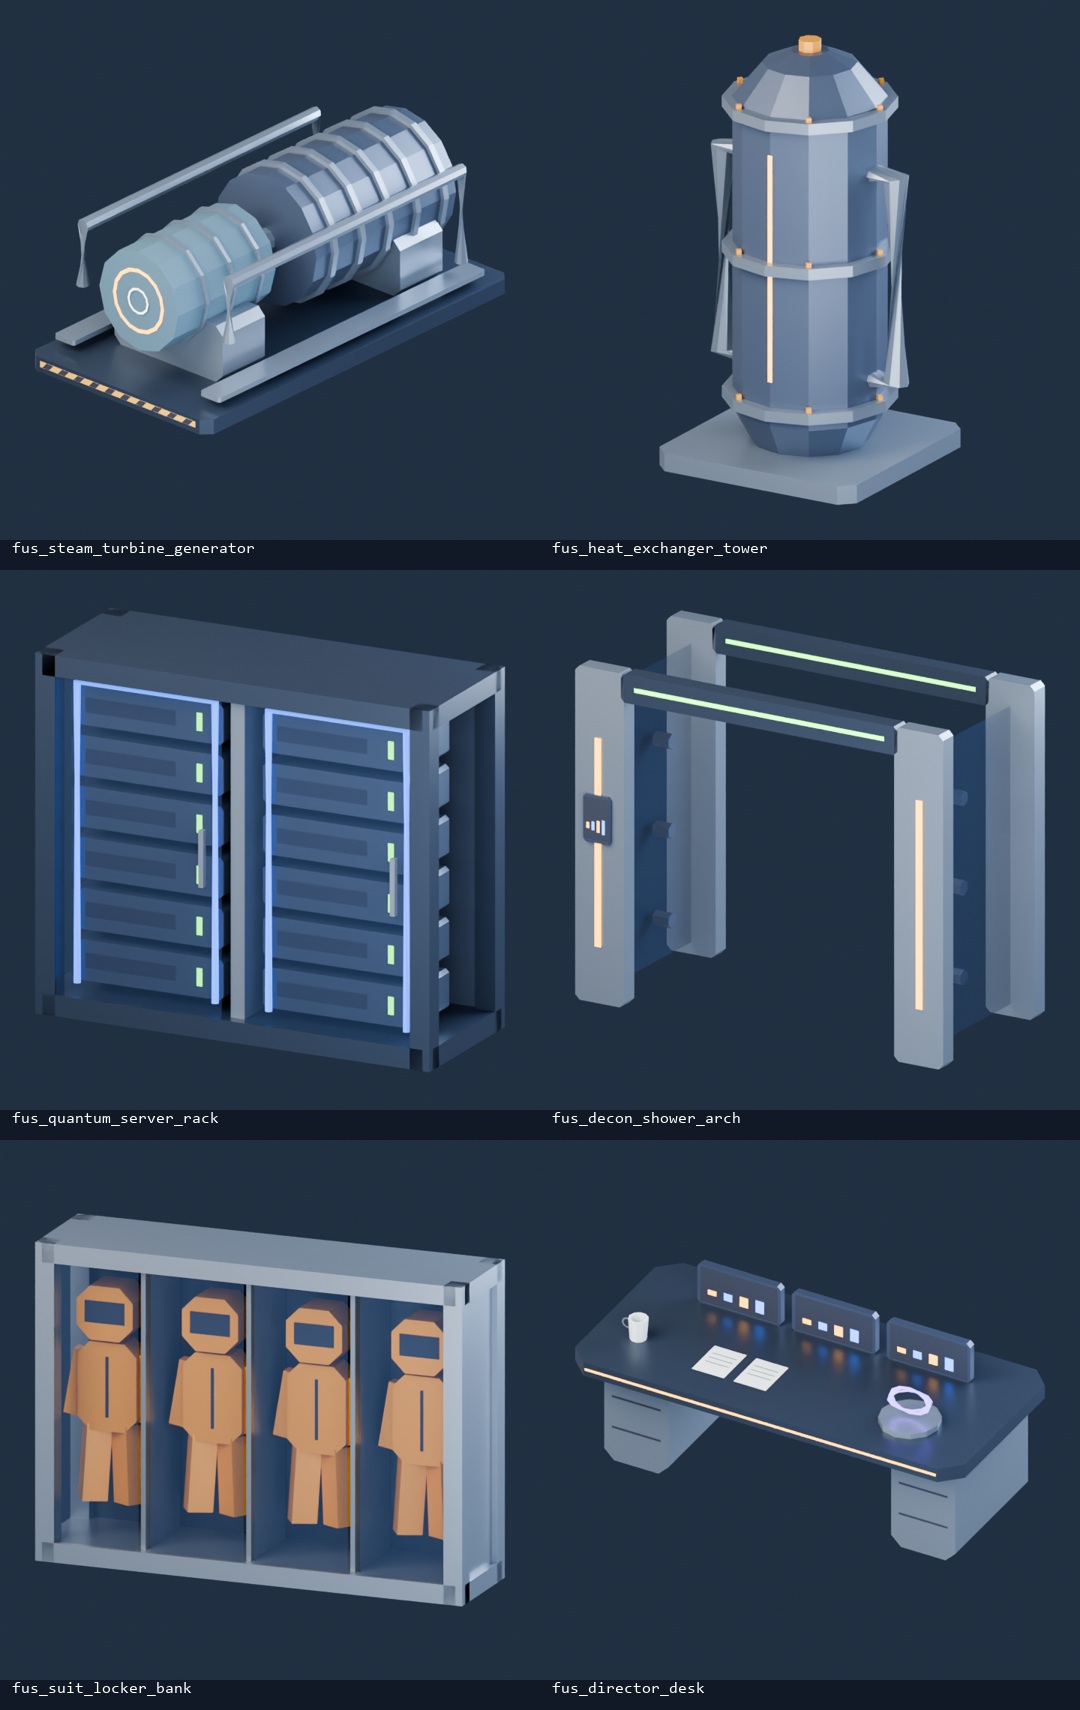 fus_steam_turbine_generator
fus_heat_exchanger_tower
fus_quantum_server_rack
fus_decon_shower_arch
fus_suit_locker_bank
fus_director_desk